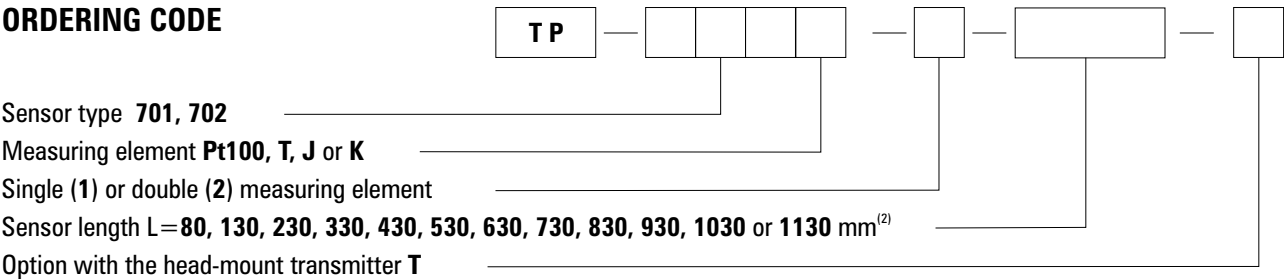 ORDERING CODE
T P
Sensor type 701, 702
Measuring element Pt100, T, J or K
Single (1) or double (2) measuring element
Sensor length L=80, 130, 230, 330, 430, 530, 630, 730, 830, 930, 1030 or 1130 mm(2)
Option with the head-mount transmitter T